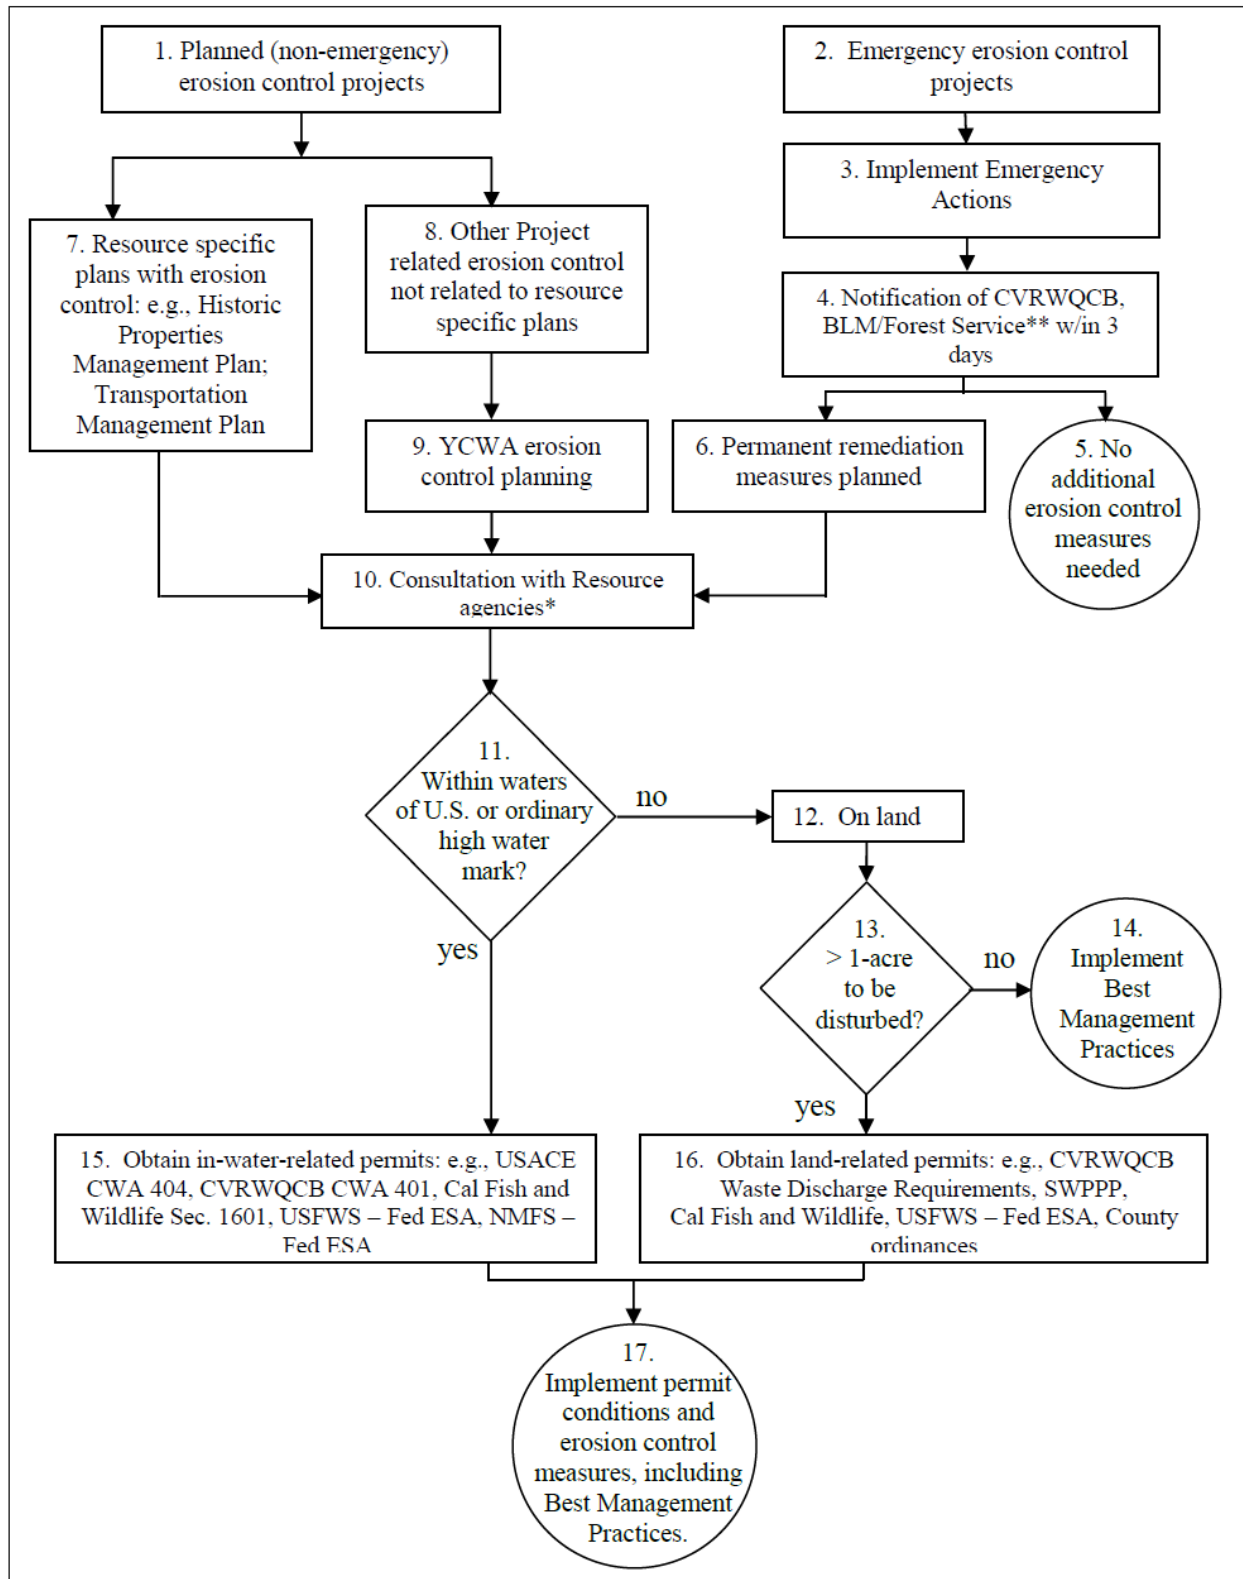 1. Planned (non-emergency)
erosion control projects
2. Emergency erosion control
projects
3. Implement Emergency
Actions
4. Notification of CVRWQCB,
BLM/Forest Service** w/in 3
days
7. Resource specific
plans with erosion
control: e.g., Historic
Properties
Management Plan;
Transportation
Management Plan
8. Other Project
related erosion control
not related to resource
specific plans
9. YCWA erosion
control planning
6. Permanent remediation
measures planned
5. No
additional
erosion control
measures
needed
10. Consultation with Resource
agencies*
11.
Within waters
of U.S. or ordinary
high water
mark?
no
12. On land
yes
13.
> 1-acre
to be
disturbed?
no
14.
Implement
Best
Management
Practices
yes
15. Obtain in-water-related permits: e.g., USACE
CWA 404, CVRWQCB CWA 401, Cal Fish and
Wildlife Sec. 1601, USFWS – Fed ESA, NMFS –
Fed ESA
16. Obtain land-related permits: e.g., CVRWQCB
Waste Discharge Requirements, SWPPP,
Cal Fish and Wildlife, USFWS – Fed ESA, County
ordinances
17.
Implement permit
conditions and
erosion control
measures, including
Best Management
Practices.